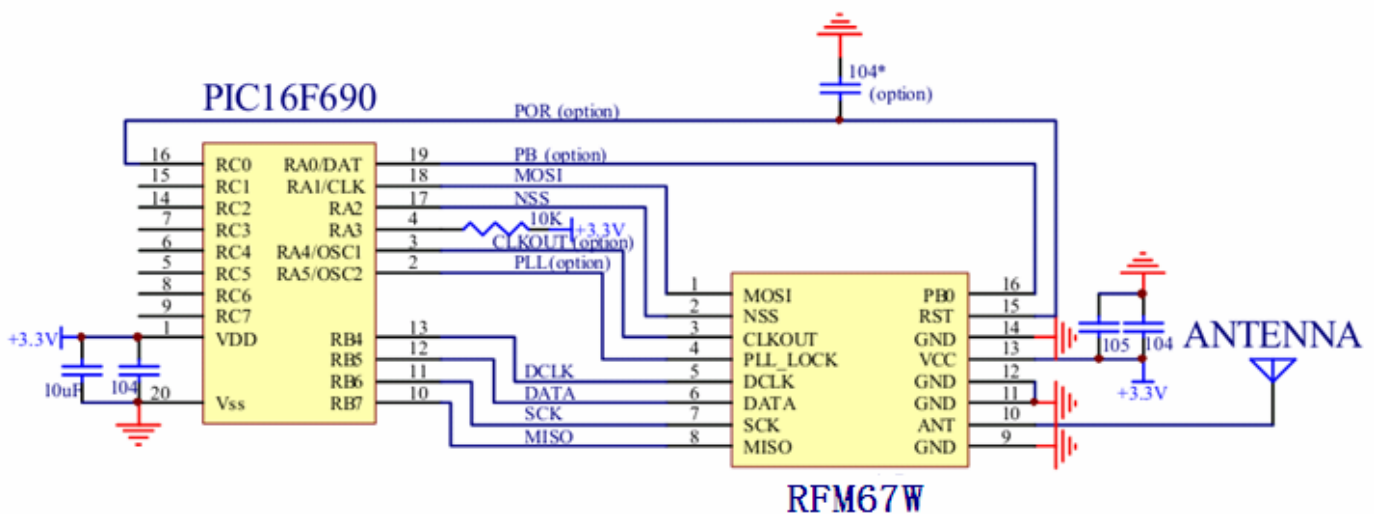 104*
(option)
PIC16F690
POR (option)
16 RC0 RA0/DAT 19 PB (option)
15 RC1 RA1/CLK 18 MOSI
14 RC2 RA2 17 NSS
7 RC3 RA3 4 10K +3.3V
6 RC4 RA4/OSC1 3 CLKOUT (option)
5 RC5 RA5/OSC2 2 PLL(option)
8 RC6
9 RC7
+3.3V 1 VDD RB4 13 DCLK
RB5 12 DATA
RB6 11 SCK
10uF 104 20 Vss RB7 10 MISO
1 MOSI PB0 16
2 NSS RST 15
3 CLKOUT GND 14
4 PLL_LOCK VCC 13
5 DCLK GND 12
6 DATA GND 11
7 SCK ANT 10
8 MISO GND 9
105 104
+3.3V
ANTENNA
RFM67W